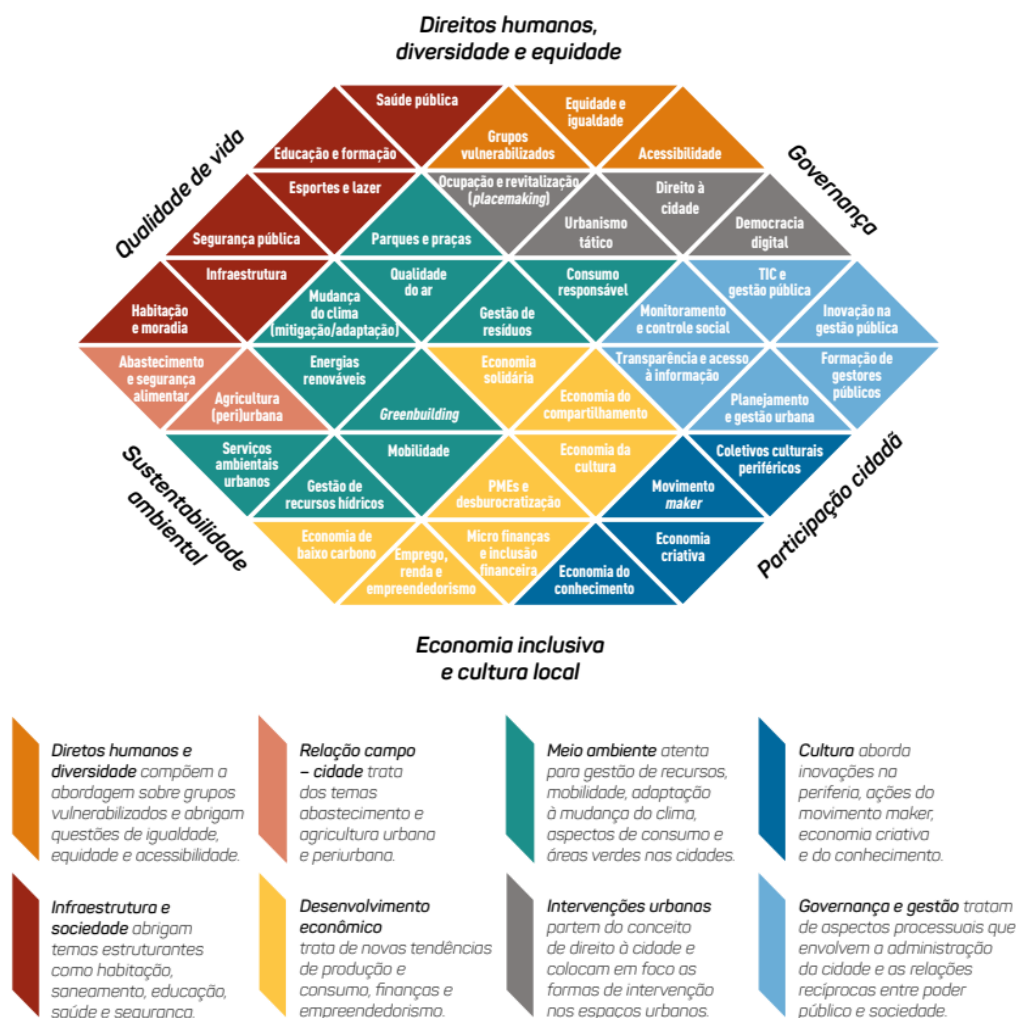 Direitos humanos,
diversidade e equidade
Qualidade de vida
Governança
Saúde pública
Equidade e
igualdade
Educação e formação
Grupos
vulnerabilizados
Acessibilidade
Esportes e lazer
Ocupação e revitalização
(placemaking)
Direito à
cidade
Segurança pública
Parques e praças
Urbanismo
tático
Democracia
digital
Infraestrutura
Qualidade
do ar
Consumo
responsável
TIC e
gestão pública
Habitação
e moradia
Mudança
do clima
(mitigação/adaptação)
Gestão de
resíduos
Monitoramento
e controle social
Inovação na
gestão pública
Abastecimento
e segurança
alimentar
Agricultura
(peri)urbana
Energias
renováveis
Greenbuilding
Economia
solidária
Economia do
compartilhamento
Transparência e acesso
à informação
Planejamento
e gestão urbana
Formação de
gestores
públicos
Serviços
ambientais
urbanos
Gestão de
recursos hídricos
Mobilidade
PMEs e
desburocratização
Economia da
cultura
Movimento
maker
Coletivos culturais
periféricos
Economia de
baixo carbono
Emprego,
renda e
empreendedorismo
Micro finanças
e inclusão
financeira
Economia do
conhecimento
Economia
criativa
Sustentabilidade
ambiental
Participação cidadã
Economia inclusiva
e cultura local
Diretos humanos e
diversidade compõem a
abordagem sobre grupos
vulnerabilizados e abrigam
questões de igualdade,
equidade e acessibilidade.
Relação campo
– cidade trata
dos temas
abastecimento e
agricultura urbana
e periurbana.
Meio ambiente atenta
para gestão de recursos,
mobilidade, adaptação
à mudança do clima,
aspectos de consumo e
áreas verdes nas cidades.
Cultura aborda
inovações na
periferia, ações do
movimento maker,
economia criativa
e do conhecimento.
Infraestrutura e
sociedade abrigam
temas estruturantes
como habitação,
saneamento, educação,
saúde e segurança.
Desenvolvimento
econômico
trata de novas tendências
de produção e
consumo, finanças e
empreendedorismo.
Intervenções urbanas
partem do conceito
de direito à cidade e
colocam em foco as
formas de intervenção
nos espaços urbanos.
Governança e gestão tratam
de aspectos processuais que
envolvem a administração
da cidade e as relações
recíprocas entre poder
público e sociedade.